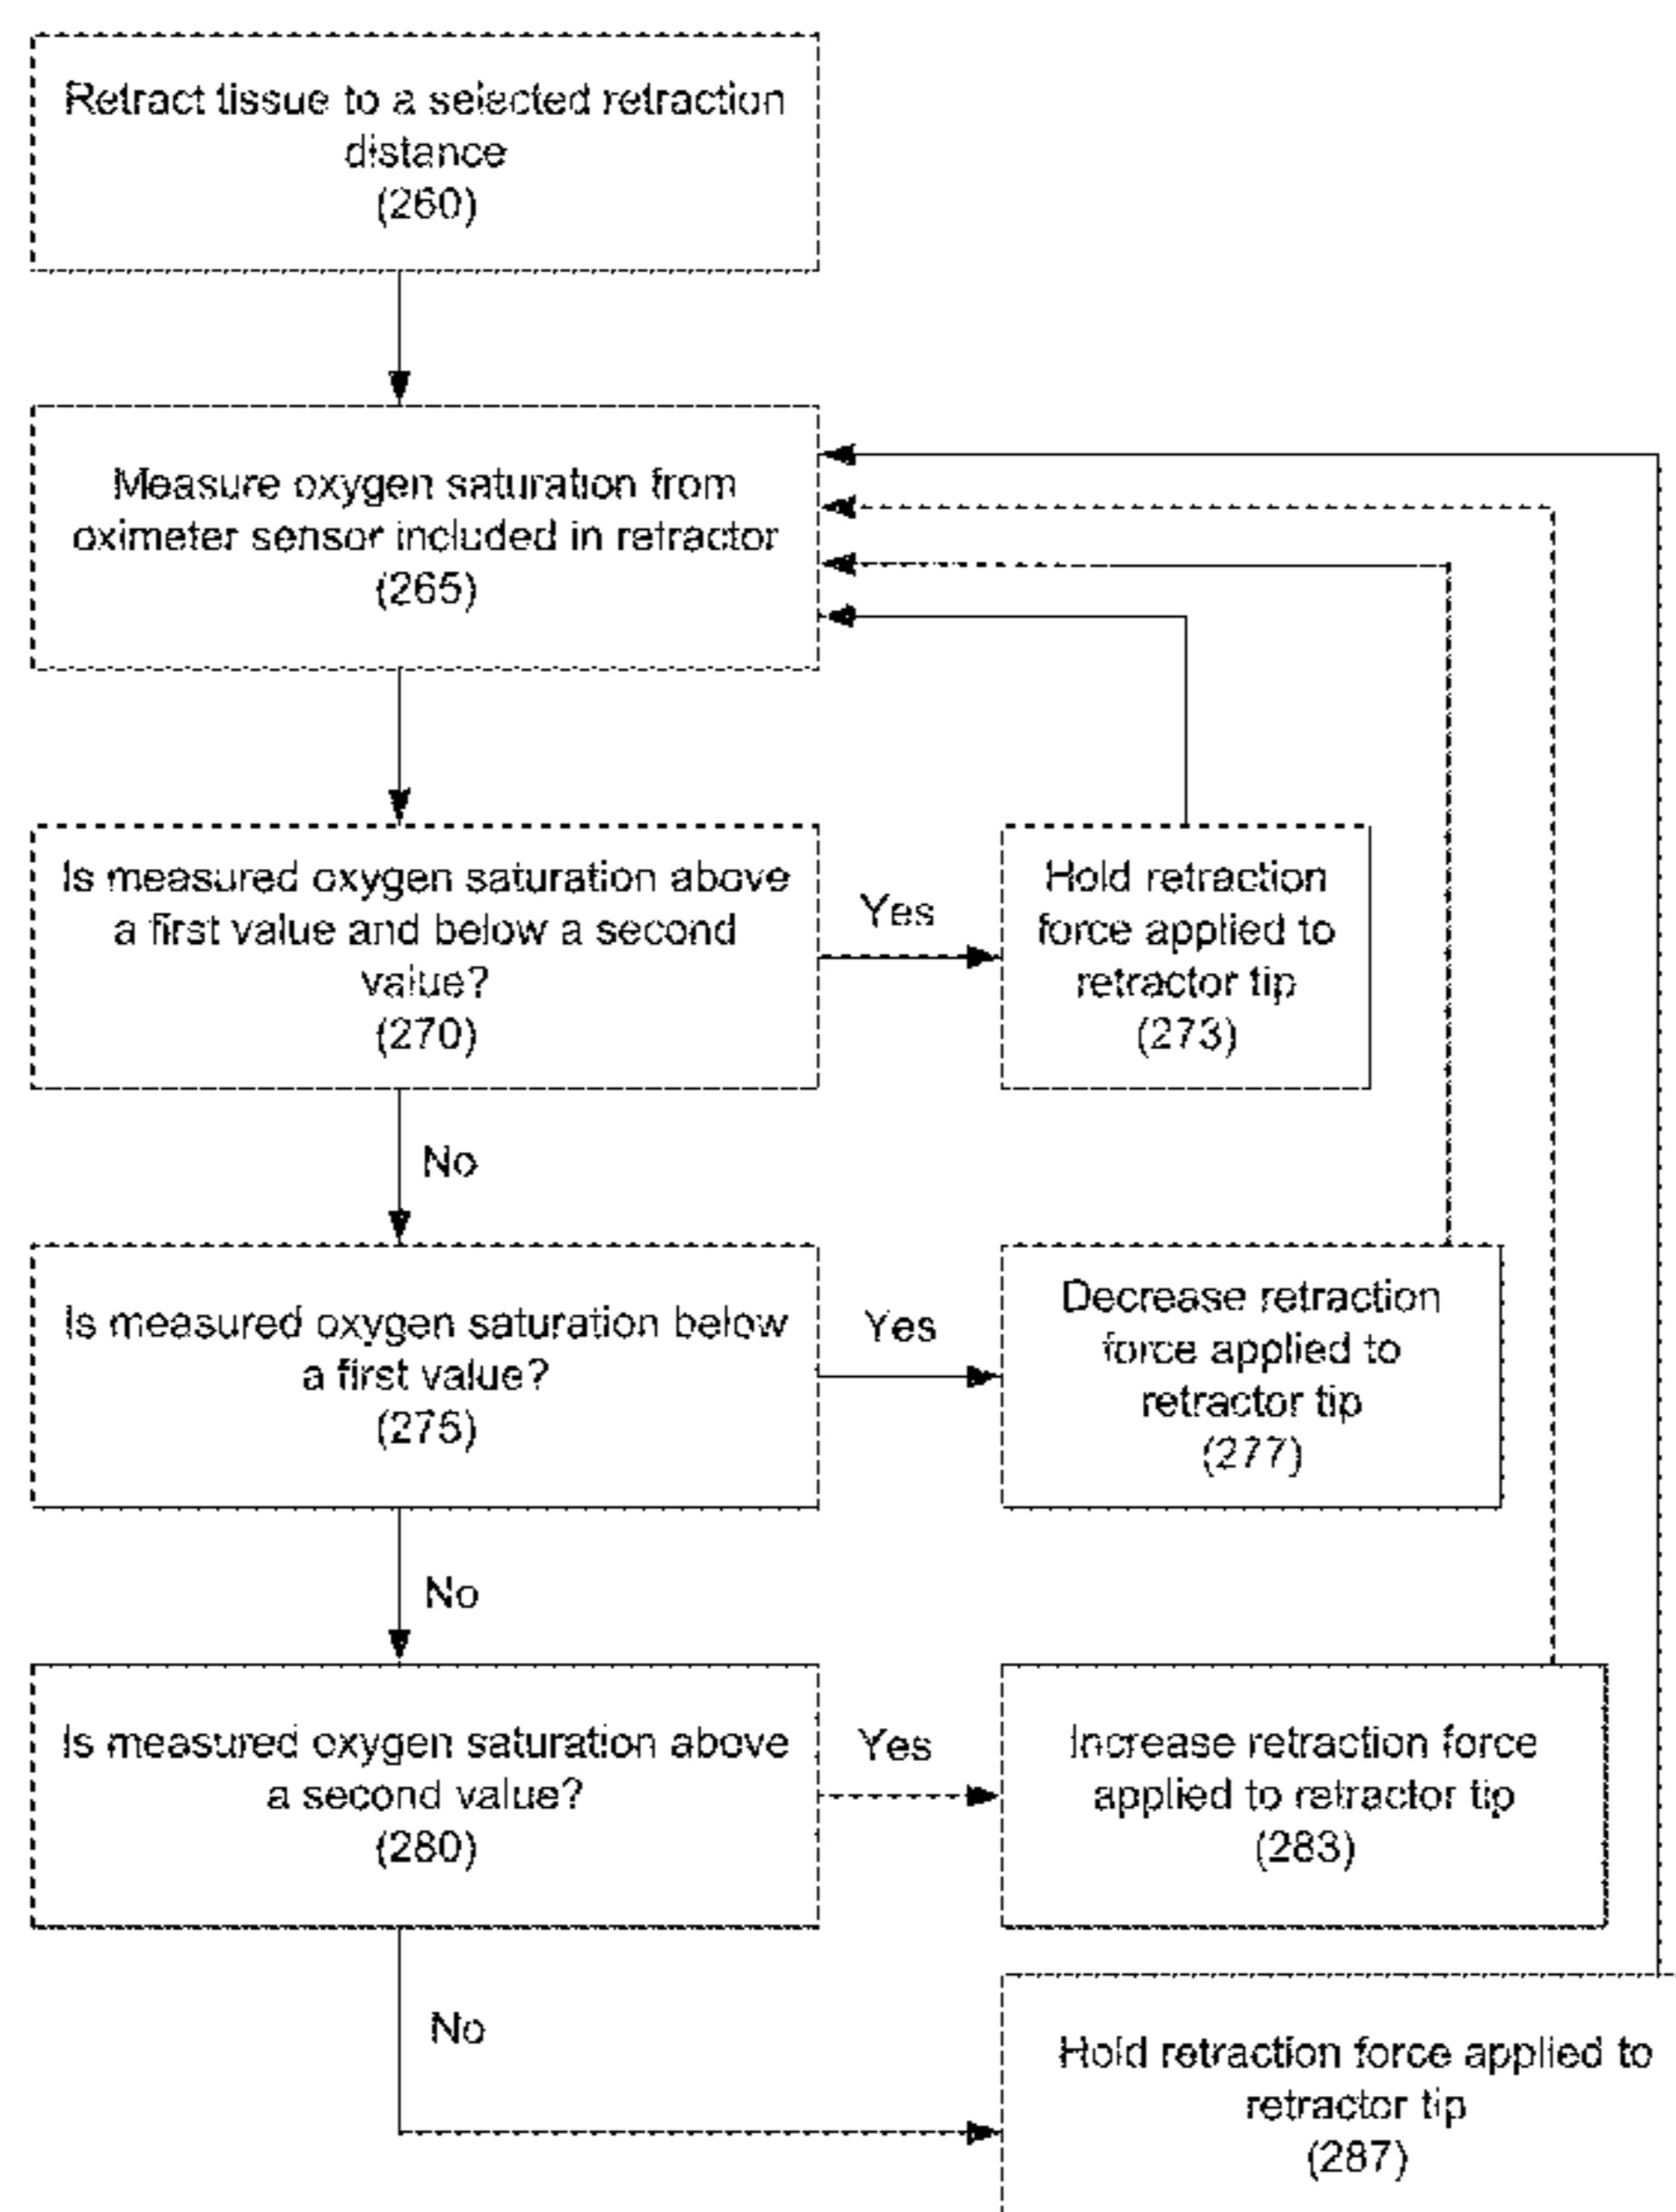 Retract tissue to a selected retraction
distance
(260)
Measure oxygen saturation from
oximeter sensor included in retractor
(265)
Is measured oxygen saturation above
a first value and below a second
value?
(270)
Yes
Hold retraction
force applied to
retractor tip
(273)
No
Is measured oxygen saturation below
a first value?
(275)
Yes
Decrease retraction
force applied to
retractor tip
(277)
No
Is measured oxygen saturation above
a second value?
(280)
Yes
Increase retraction force
applied to retractor tip
(283)
No
Hold retraction force applied to
retractor tip
(287)